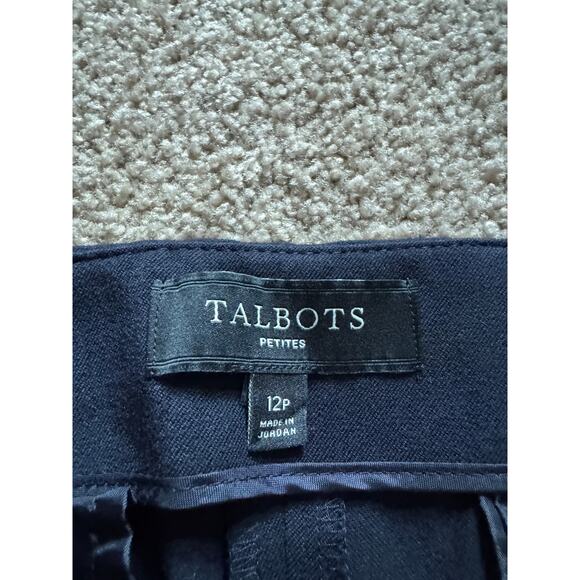 TALBOTS
PETITES
12P
MADE IN
JORDAN